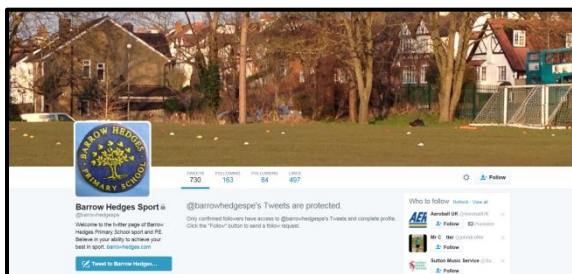 BARROW HEDGES
PRIMARY SCHOOL
TWEETS
730
FOLLOWING
163
FOLLOWERS
84
LIKES
497
Follow
Barrow Hedges Sport
@barrowhedgespe
Welcome to the twitter page of Barrow
Hedges Primary School sport and PE.
Believe in your ability to achieve your
best in sport. barrowhedges.com
Tweet to Barrow Hedges...
@barrowhedgespe's Tweets are protected.
Only confirmed followers have access to @barrowhedgespe's Tweets and complete profile.
Click the "Follow" button to send a follow request.
Who to follow Refresh View all
AER
Aeroball UK
Follow
Mr C
Follow
Sutton Music Service
Follow